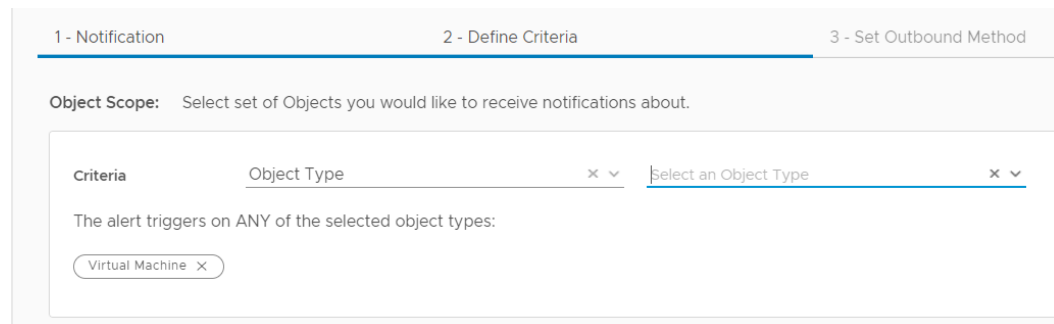 1 - Notification 2 - Define Criteria 3 - Set Outbound Method
Object Scope: Select set of Objects you would like to receive notifications about.
Criteria Object Type Select an Object Type
The alert triggers on ANY of the selected object types:
Virtual Machine